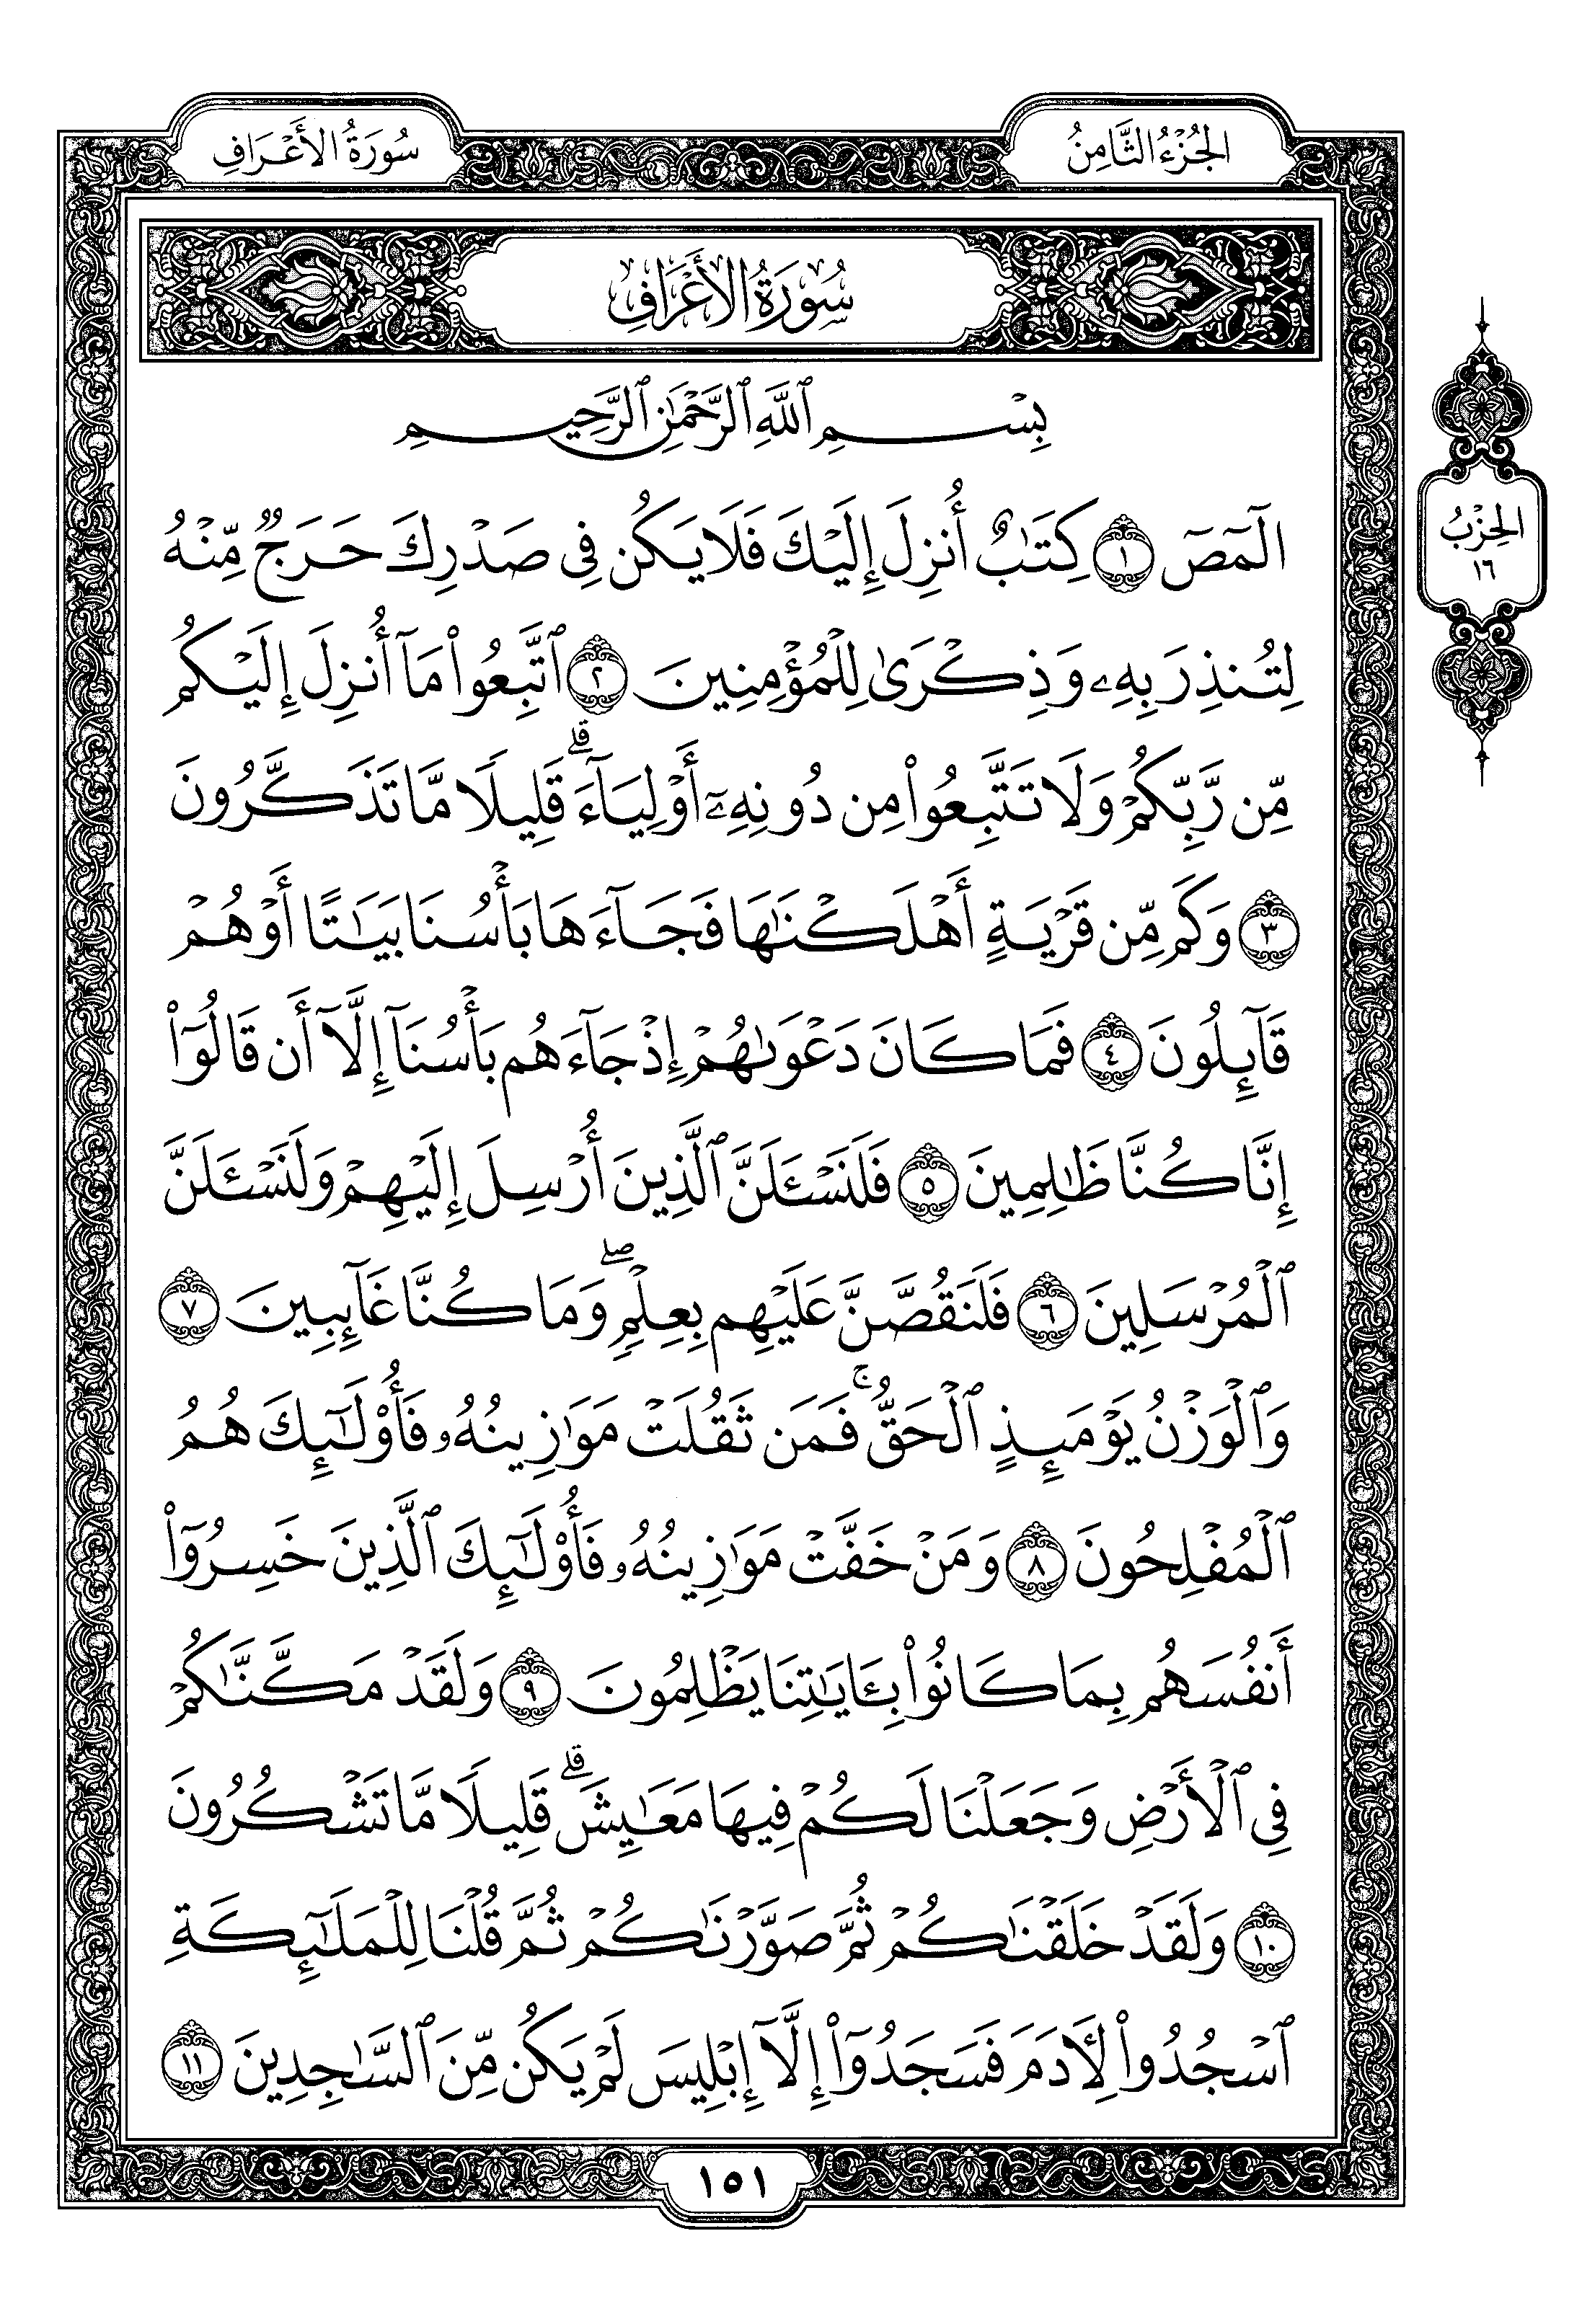 الجُزْءُ الثَّامِنُ
سُورَةُ الأَعْرَافِ
سُورَةُ الأَعْرَافِ
بِسْمِ ٱللَّهِ ٱلرَّحْمَٰنِ ٱلرَّحِيمِ
الٓمٓصٓ ١ كِتَٰبٌ أُنزِلَ إِلَيْكَ فَلَا يَكُن فِى صَدْرِكَ حَرَجٌ مِّنْهُ
لِتُنذِرَ بِهِۦ وَذِكْرَىٰ لِلْمُؤْمِنِينَ ٢ ٱتَّبِعُوا۟ مَآ أُنزِلَ إِلَيْكُم
مِّن رَّبِّكُمْ وَلَا تَتَّبِعُوا۟ مِن دُونِهِۦٓ أَوْلِيَآءَ ۗ قَلِيلًا مَّا تَذَكَّرُونَ
٣ وَكَم مِّن قَرْيَةٍ أَهْلَكْنَٰهَا فَجَآءَهَا بَأْسُنَا بَيَٰتًا أَوْ هُمْ
قَآئِلُونَ ٤ فَمَا كَانَ دَعْوَىٰهُمْ إِذْ جَآءَهُم بَأْسُنَآ إِلَّآ أَن قَالُوٓا۟
إِنَّا كُنَّا ظَٰلِمِينَ ٥ فَلَنَسْـَٔلَنَّ ٱلَّذِينَ أُرْسِلَ إِلَيْهِمْ وَلَنَسْـَٔلَنَّ
ٱلْمُرْسَلِينَ ٦ فَلَنَقُصَّنَّ عَلَيْهِم بِعِلْمٍ ۖ وَمَا كُنَّا غَآئِبِينَ ٧
وَٱلْوَزْنُ يَوْمَئِذٍ ٱلْحَقُّ ۚ فَمَن ثَقُلَتْ مَوَٰزِينُهُۥ فَأُو۟لَٰٓئِكَ هُمُ
ٱلْمُفْلِحُونَ ٨ وَمَنْ خَفَّتْ مَوَٰزِينُهُۥ فَأُو۟لَٰٓئِكَ ٱلَّذِينَ خَسِرُوٓا۟
أَنفُسَهُم بِمَا كَانُوا۟ بِـَٔايَٰتِنَا يَظْلِمُونَ ٩ وَلَقَدْ مَكَّنَّٰكُمْ
فِى ٱلْأَرْضِ وَجَعَلْنَا لَكُمْ فِيهَا مَعَٰيِشَ ۗ قَلِيلًا مَّا تَشْكُرُونَ
١٠ وَلَقَدْ خَلَقْنَٰكُمْ ثُمَّ صَوَّرْنَٰكُمْ ثُمَّ قُلْنَا لِلْمَلَٰٓئِكَةِ
ٱسْجُدُوا۟ لِـَٔادَمَ فَسَجَدُوٓا۟ إِلَّآ إِبْلِيسَ لَمْ يَكُن مِّنَ ٱلسَّٰجِدِينَ ١١
الحِزْبُ
١٦
١٥١